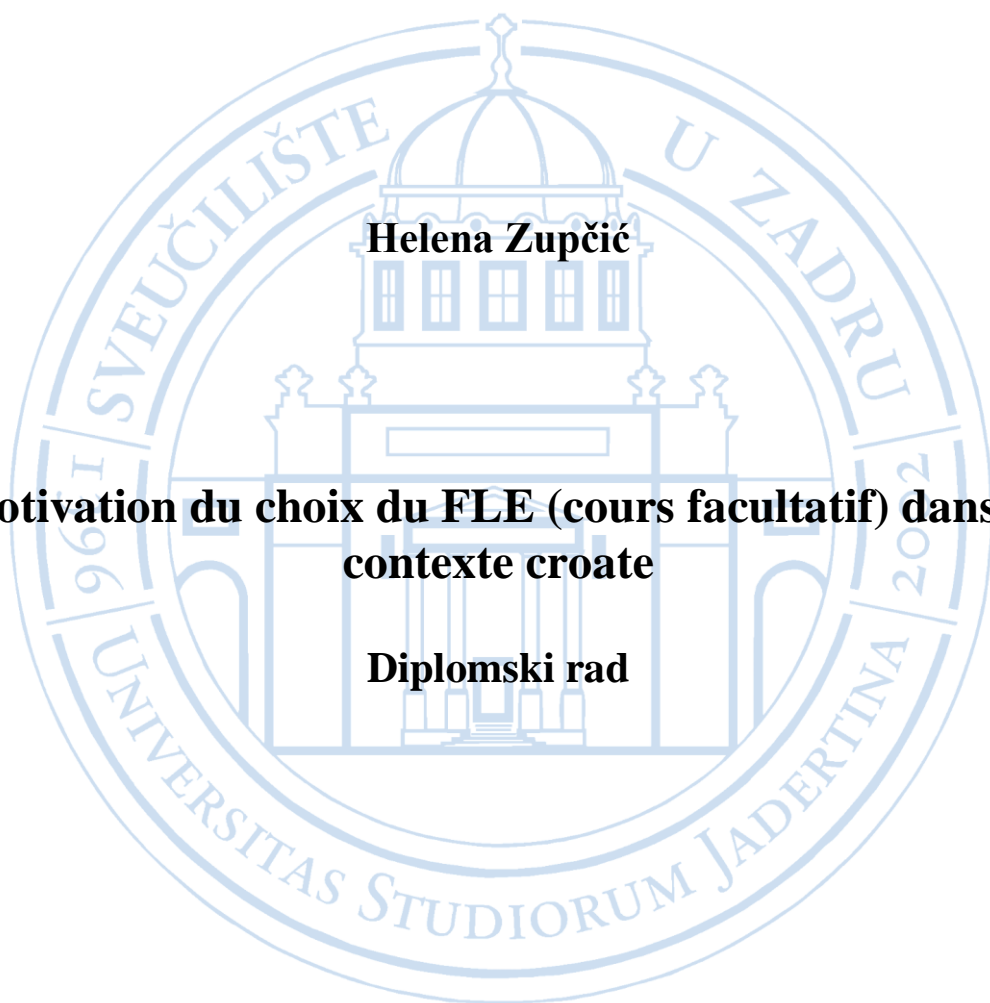 Helena Zupčić
otivation du choix du FLE (cours facultatif) dans
contexte croate
Diplomski rad
SVEUČILIŠTE U ZADRU
1396 2002
UNIVERSITAS STUDIORUM JADERTINA